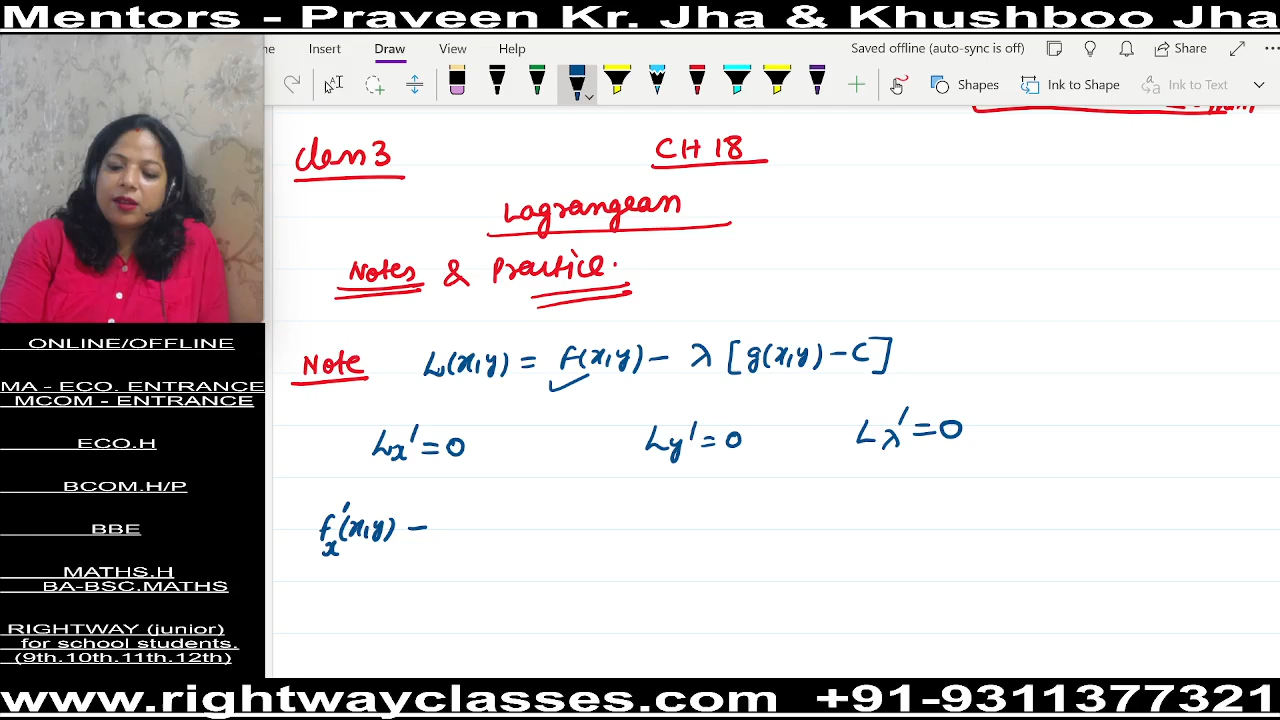 Mentors - Praveen Kr. Jha & Khushboo Jha
Insert Draw View Help Saved offline (auto-sync is off) Share
Shapes Ink to Shape Ink to Text
Class 3 CH 18
Lagrangean
Notes & Practice.
Note L(x,y) = f(x,y) - λ [g(x,y) - C]
Lx' = 0 Ly' = 0 Lλ' = 0
fx'(x,y) -
ONLINE/OFFLINE
MA - ECO. ENTRANCE
MCOM - ENTRANCE
ECO.H
BCOM.H/P
BBE
MATHS.H
BA-BSC.MATHS
RIGHTWAY (junior)
for school students.
(9th.10th.11th.12th)
www.rightwayclasses.com +91-9311377321